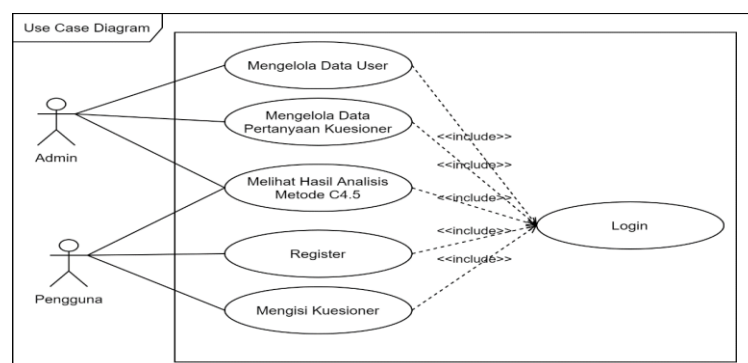 Use Case Diagram
Mengelola Data User
Mengelola Data
Pertanyaan Kuesioner
<<include>>
Admin
<<include>>
Melihat Hasil Analisis
Metode C4.5
<<include>>
<<include>>
Login
Register
<<include>>
Pengguna
Mengisi Kuesioner